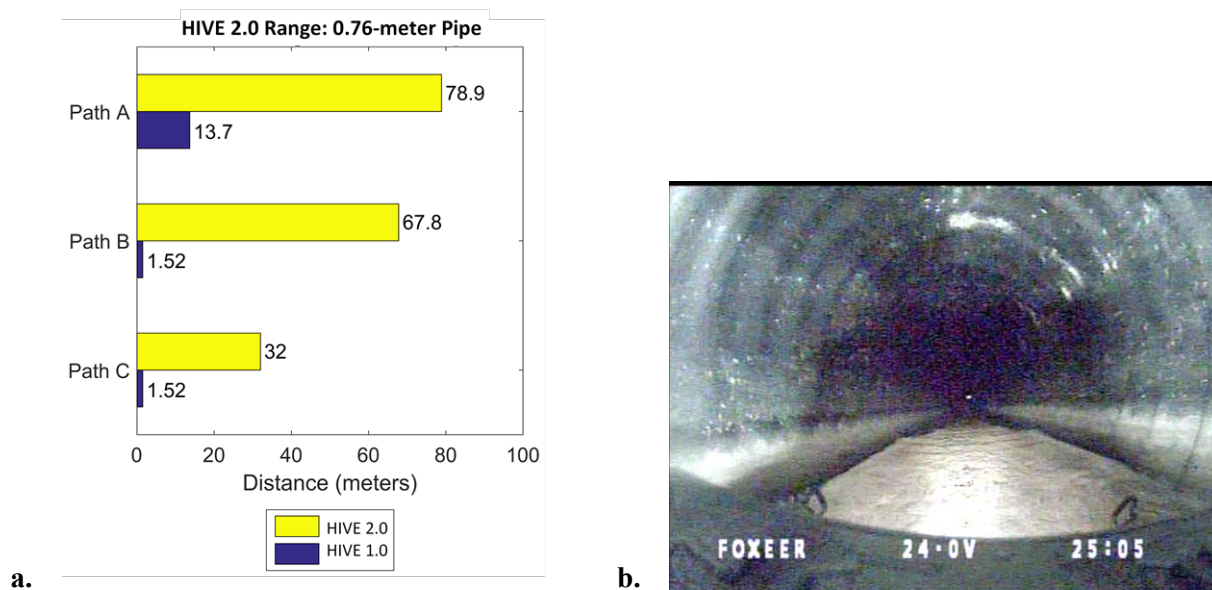 HIVE 2.0 Range: 0.76-meter Pipe
Path A
78.9
13.7
Path B
67.8
1.52
Path C
32
1.52
0 20 40 60 80 100
Distance (meters)
HIVE 2.0
HIVE 1.0
a.
b.
FOXEER 24.0V 25:05